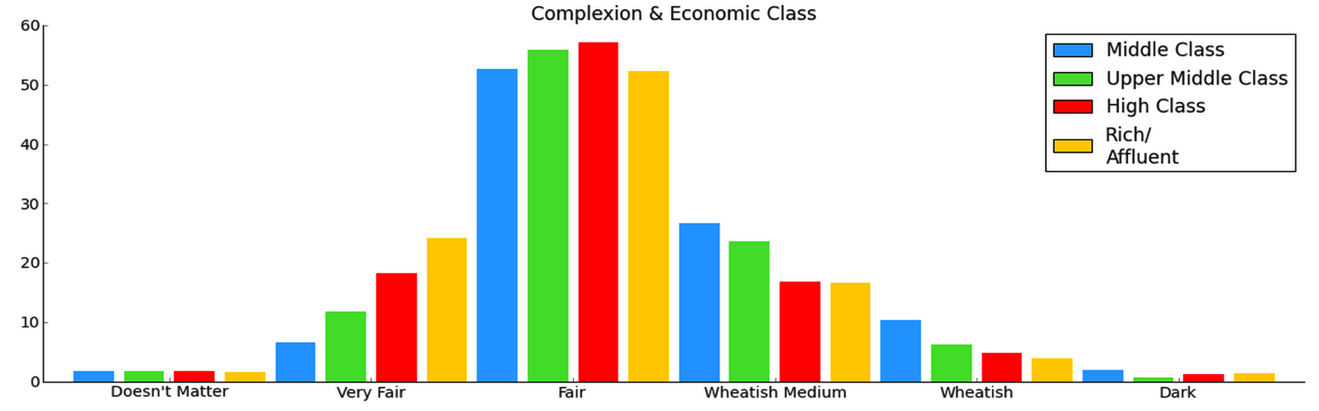 Complexion & Economic Class
60
50
40
30
20
10
0
Middle Class
Upper Middle Class
High Class
Rich/
Affluent
Doesn't Matter
Very Fair
Fair
Wheatish Medium
Wheatish
Dark